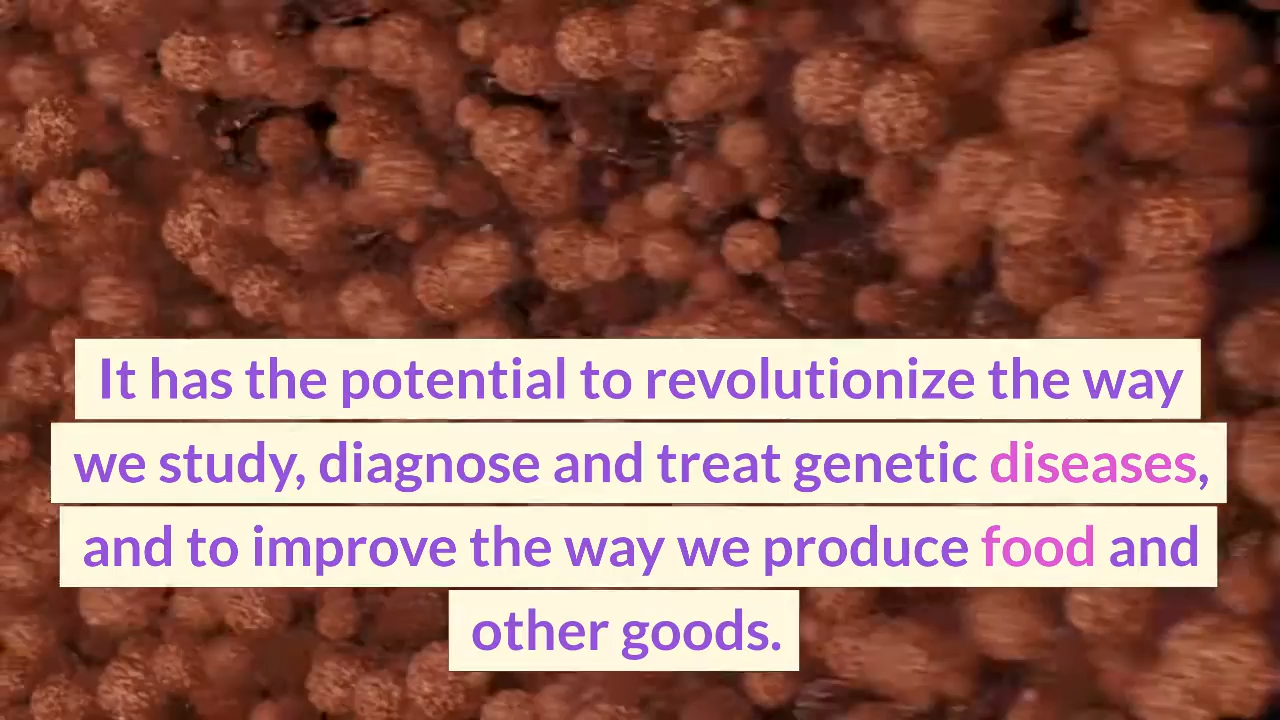 It has the potential to revolutionize the way
we study, diagnose and treat genetic diseases,
and to improve the way we produce food and
other goods.